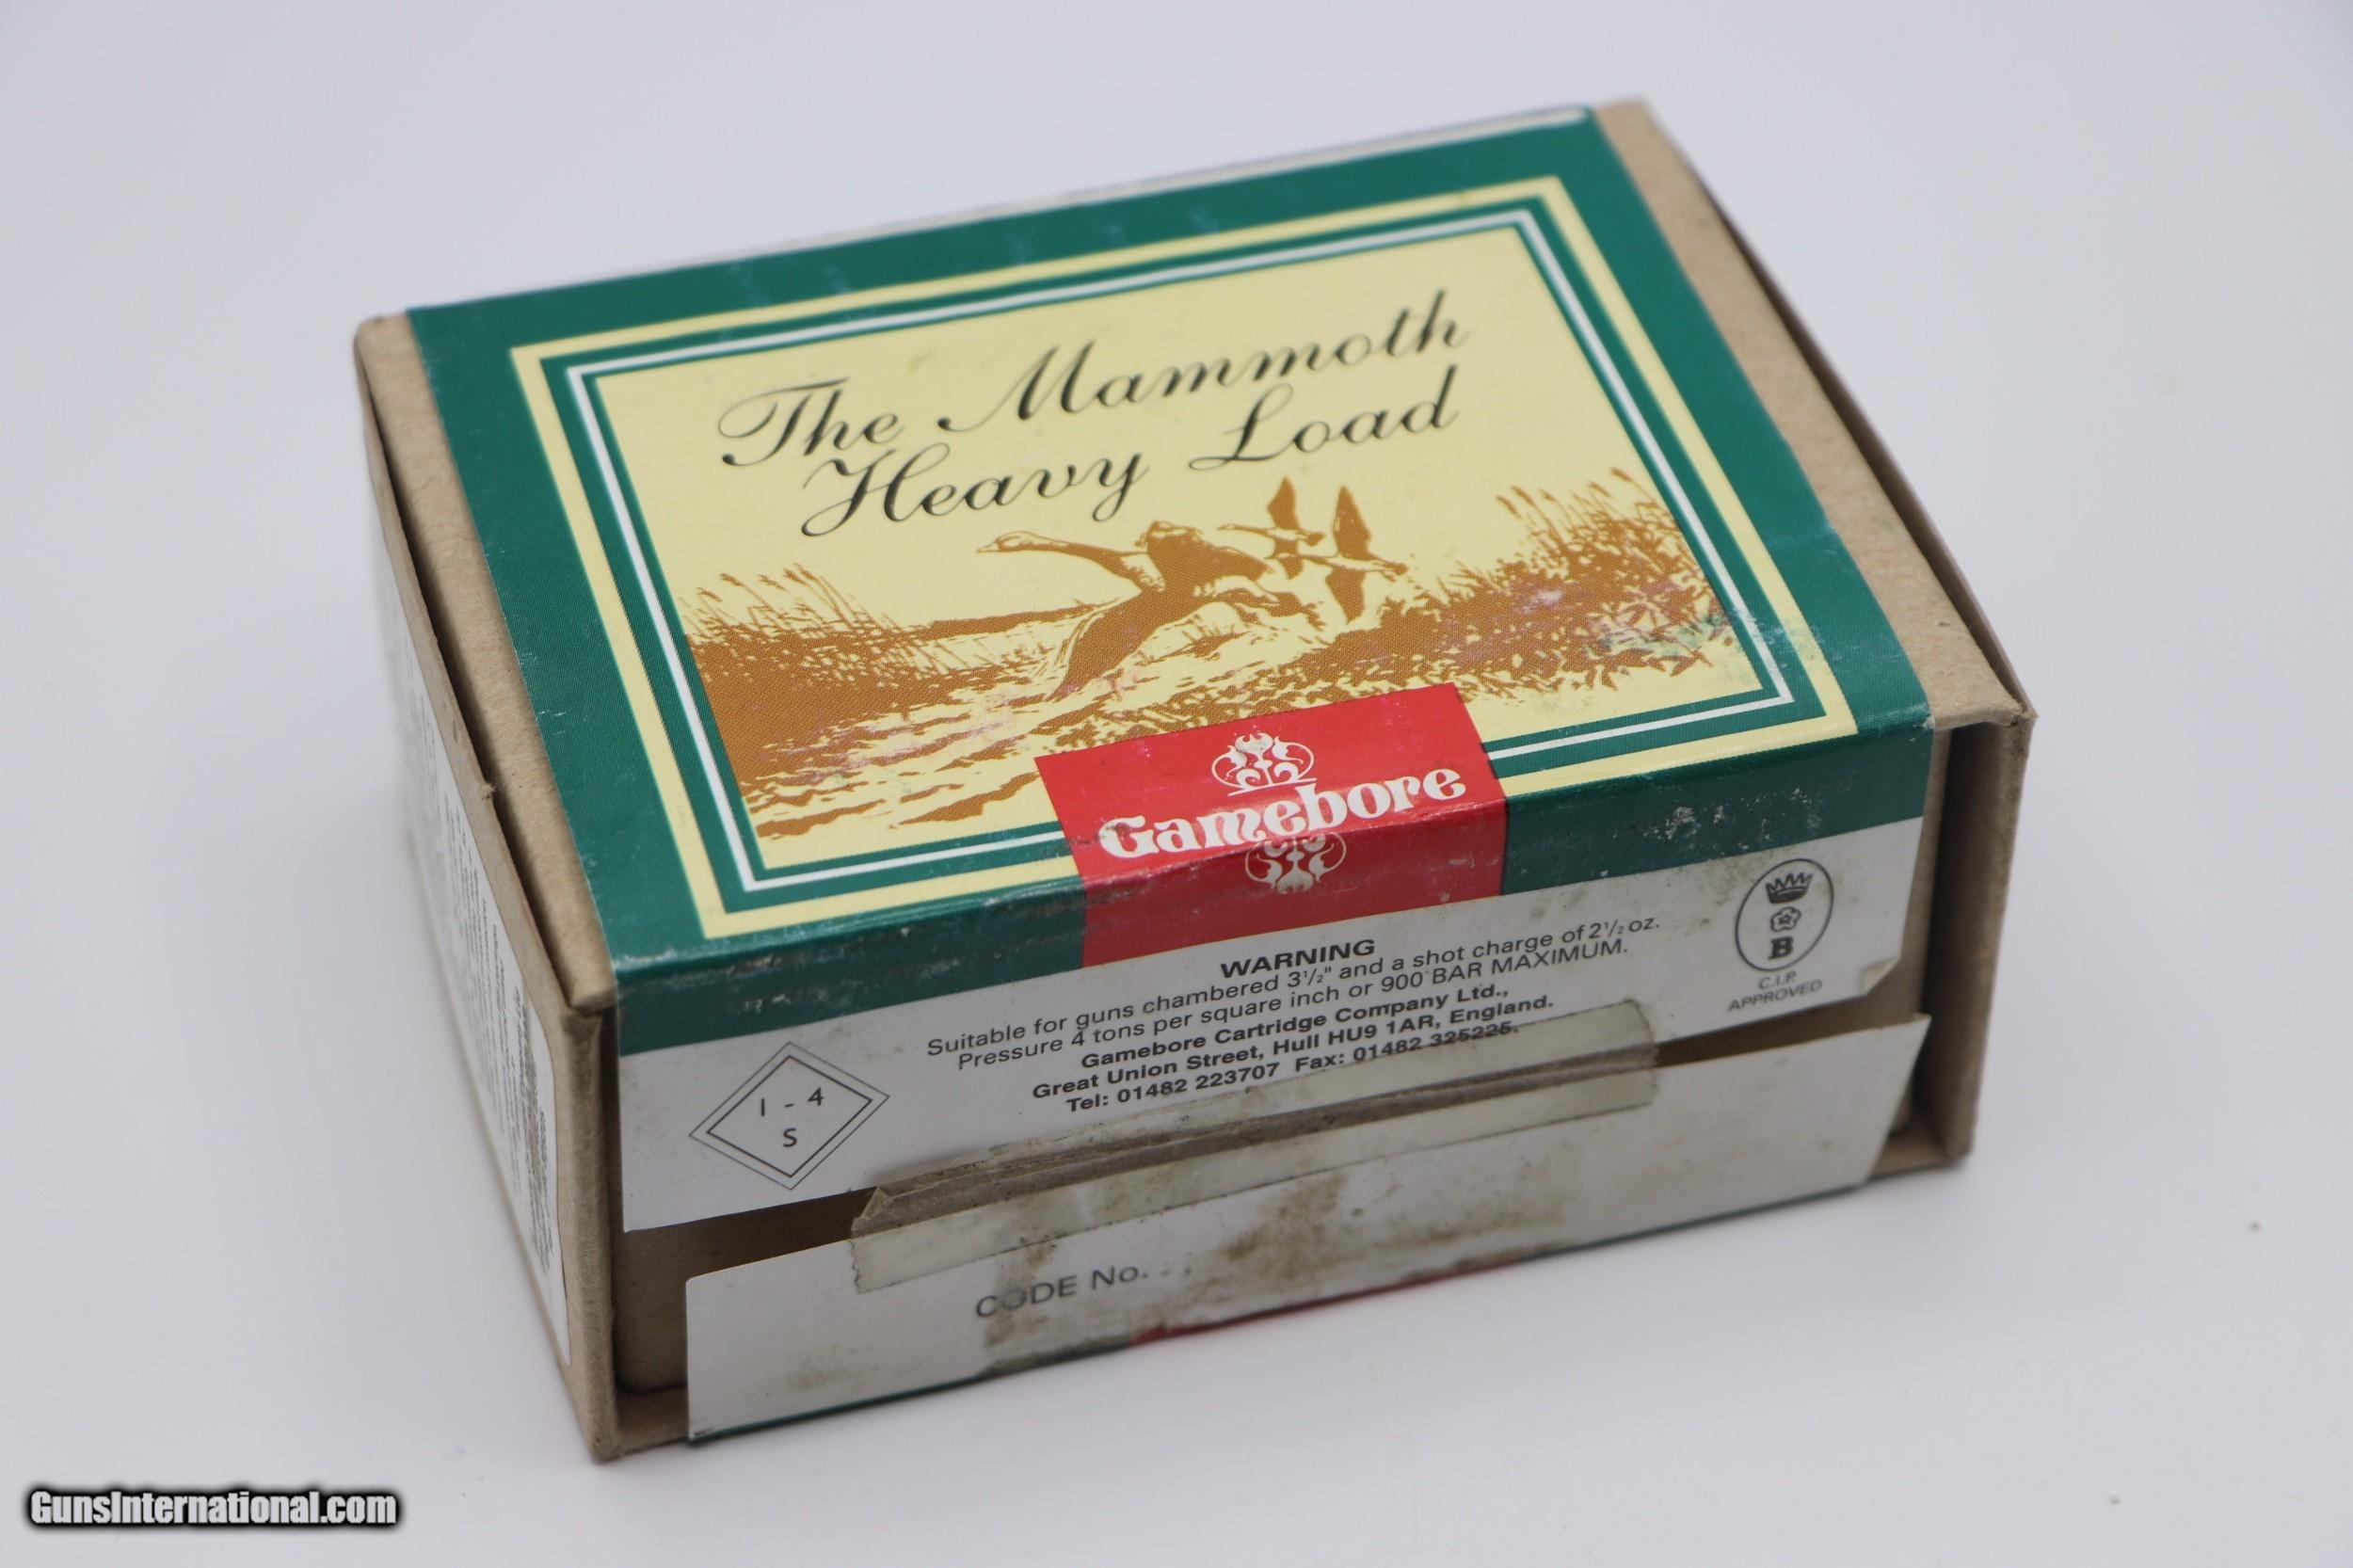 The Mammoth
Heavy Load
Gamebore
WARNING
Suitable for guns chambered 3½" and a shot charge of 2½ oz.
Pressure 4 tons per square inch or 900 BAR MAXIMUM.
Gamebore Cartridge Company Ltd.,
Great Union Street, Hull HU9 1AR, England.
Tel: 01482 223707 Fax: 01482 325225.
B
C.I.P.
APPROVED
1 - 4
S
CODE No. . .
GunsInternational.com